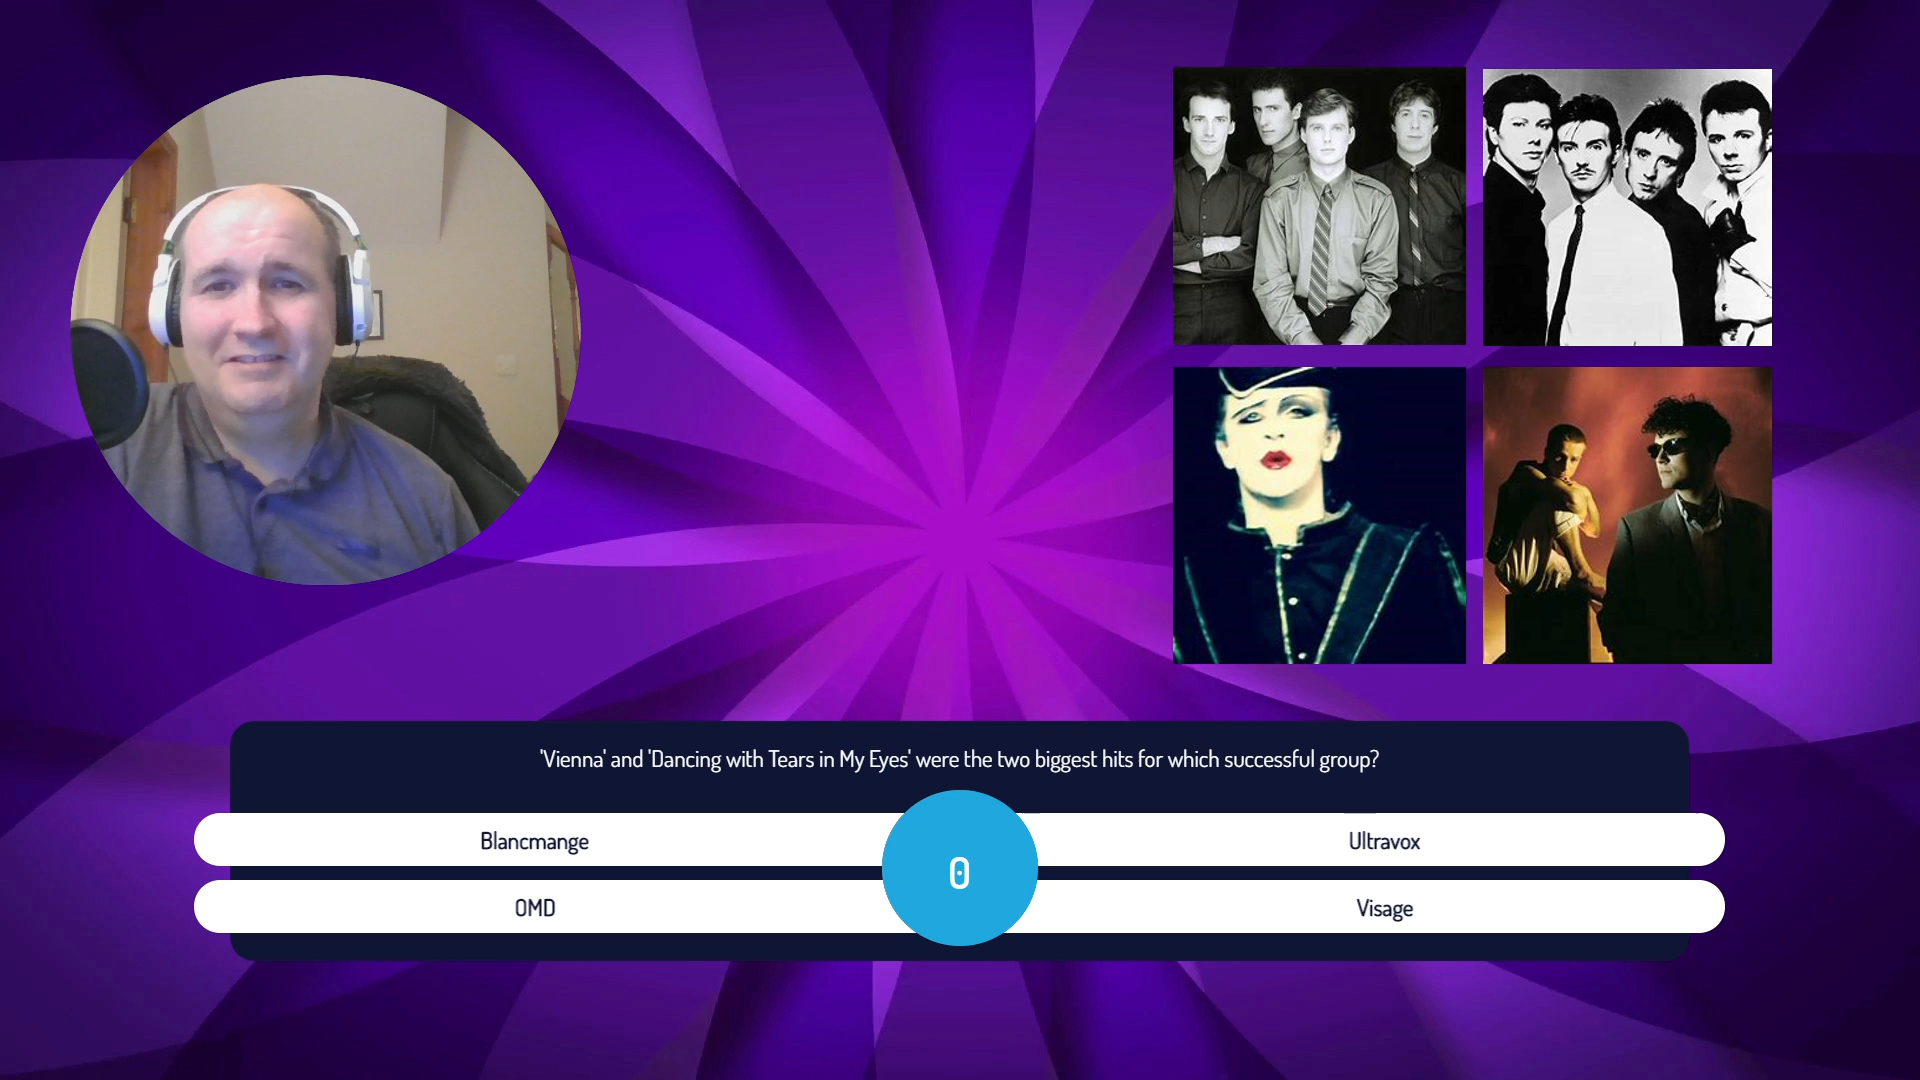 'Vienna' and 'Dancing with Tears in My Eyes' were the two biggest hits for which successful group?
Blancmange
Ultravox
0
OMD
Visage